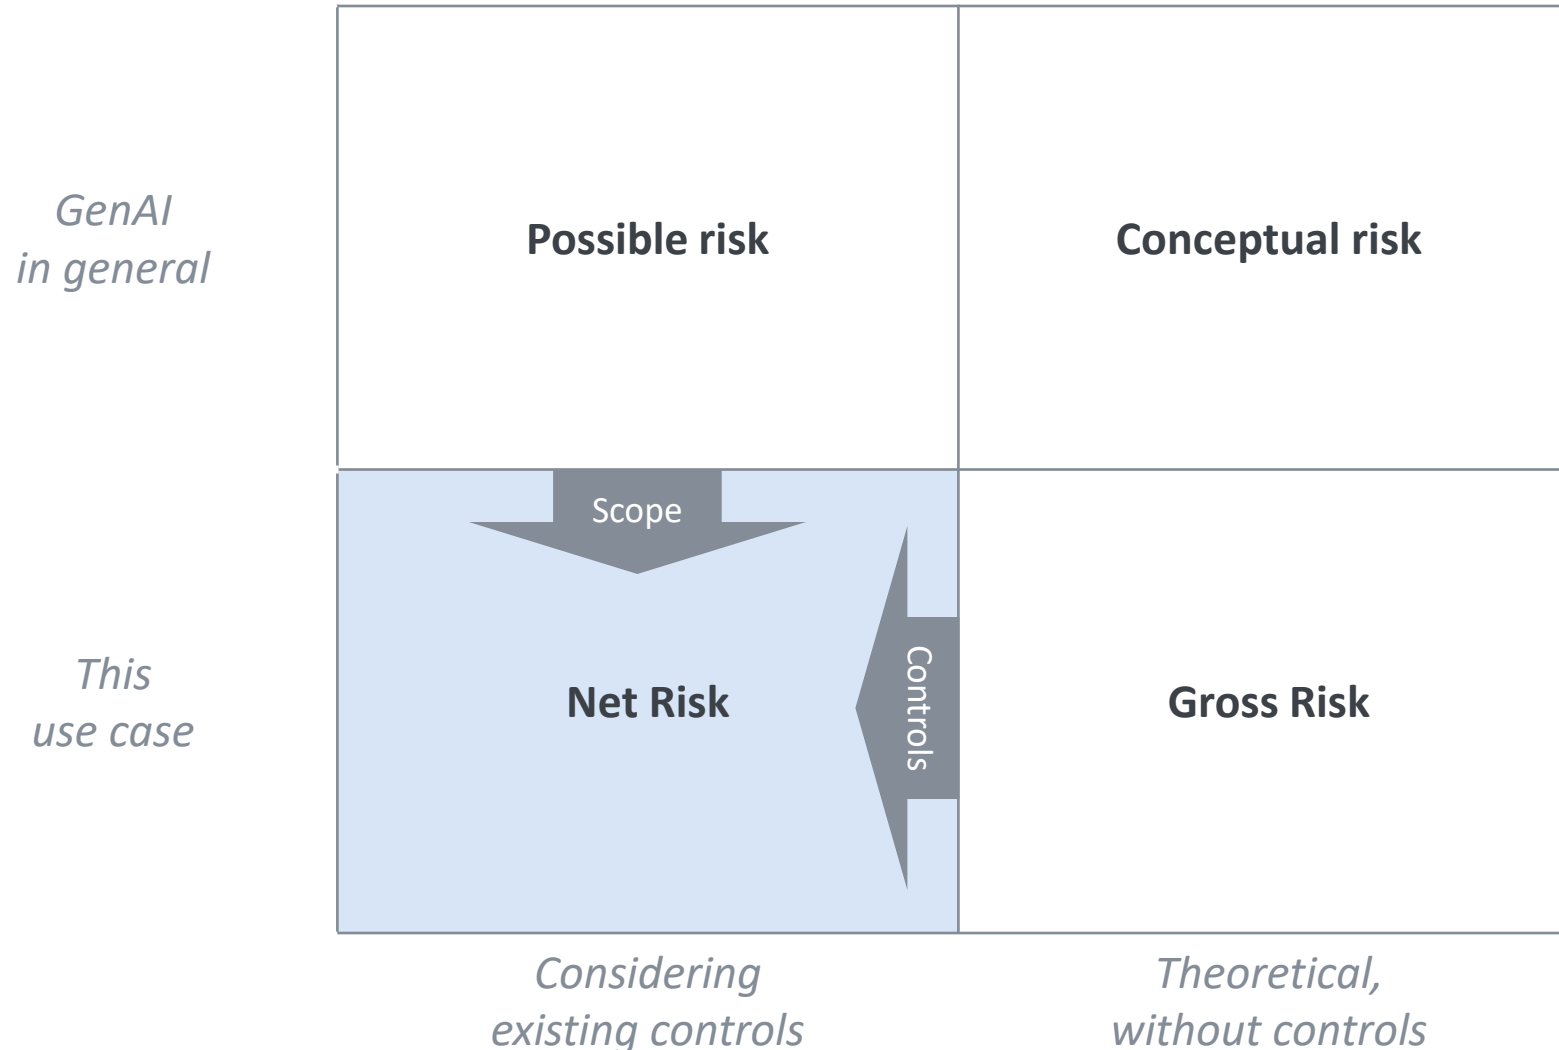 GenAI
in general
Possible risk
Conceptual risk
Scope
This
use case
Net Risk
Controls
Gross Risk
Considering
existing controls
Theoretical,
without controls